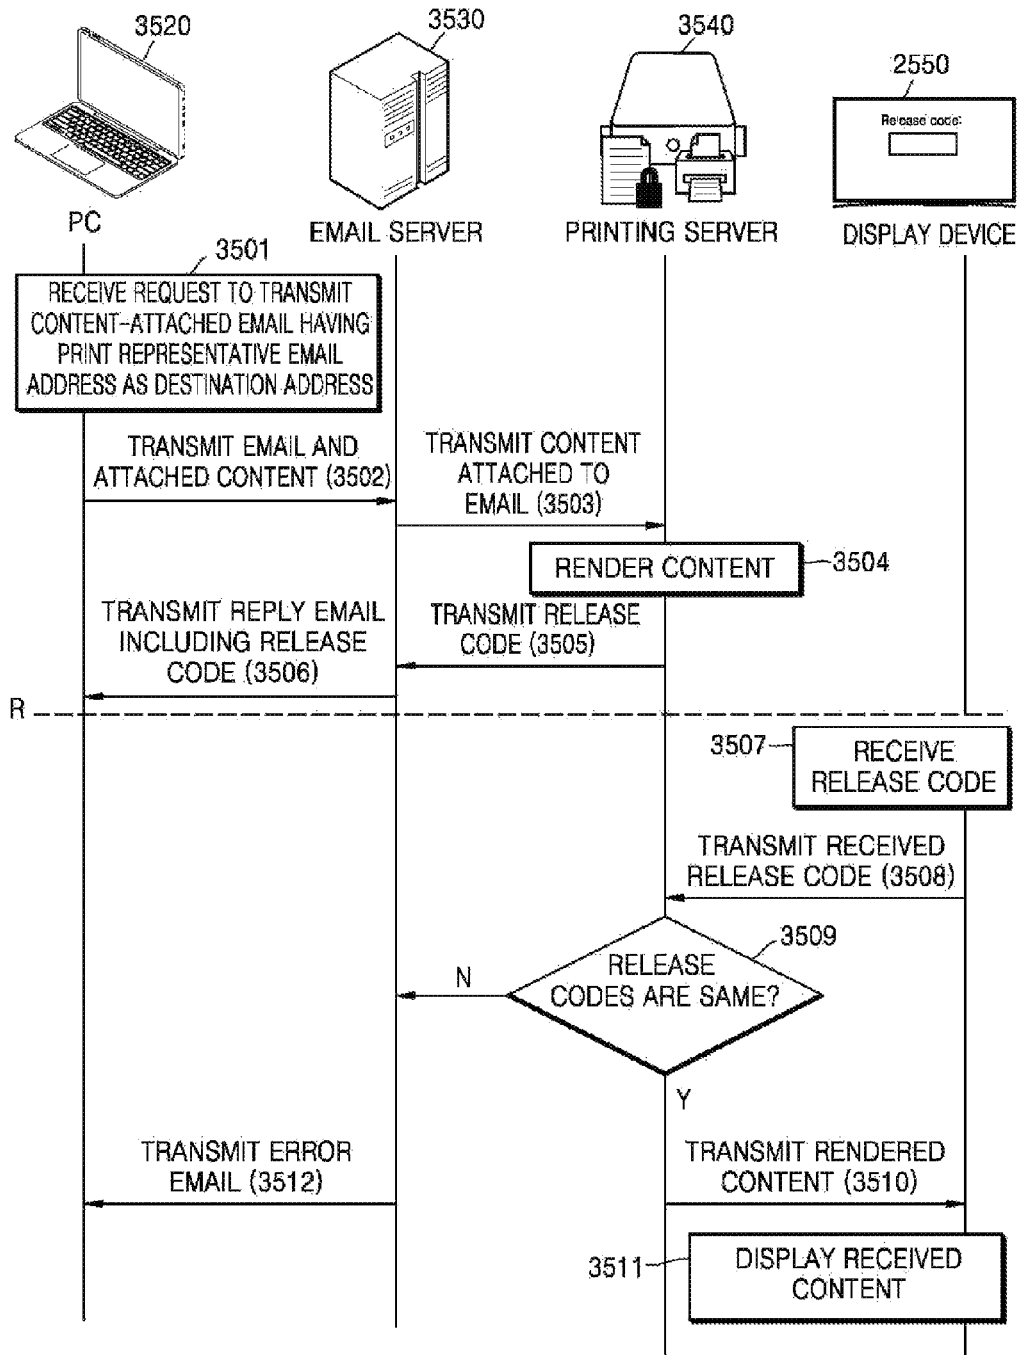 3520
3530
3540
2550
Release code:
PC
EMAIL SERVER
PRINTING SERVER
DISPLAY DEVICE
3501
RECEIVE REQUEST TO TRANSMIT
CONTENT-ATTACHED EMAIL HAVING
PRINT REPRESENTATIVE EMAIL
ADDRESS AS DESTINATION ADDRESS
TRANSMIT EMAIL AND
ATTACHED CONTENT (3502)
TRANSMIT CONTENT
ATTACHED TO
EMAIL (3503)
RENDER CONTENT
3504
TRANSMIT RELEASE
CODE (3505)
TRANSMIT REPLY EMAIL
INCLUDING RELEASE
CODE (3506)
R
3507
RECEIVE
RELEASE CODE
TRANSMIT RECEIVED
RELEASE CODE (3508)
3509
RELEASE
CODES ARE SAME?
N
Y
TRANSMIT ERROR
EMAIL (3512)
TRANSMIT RENDERED
CONTENT (3510)
3511
DISPLAY RECEIVED
CONTENT